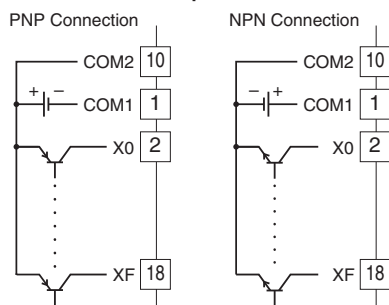 PNP Connection NPN Connection
COM2 10 COM2 10
+ − COM1 1 − + COM1 1
X0 2 X0 2
XF 18 XF 18